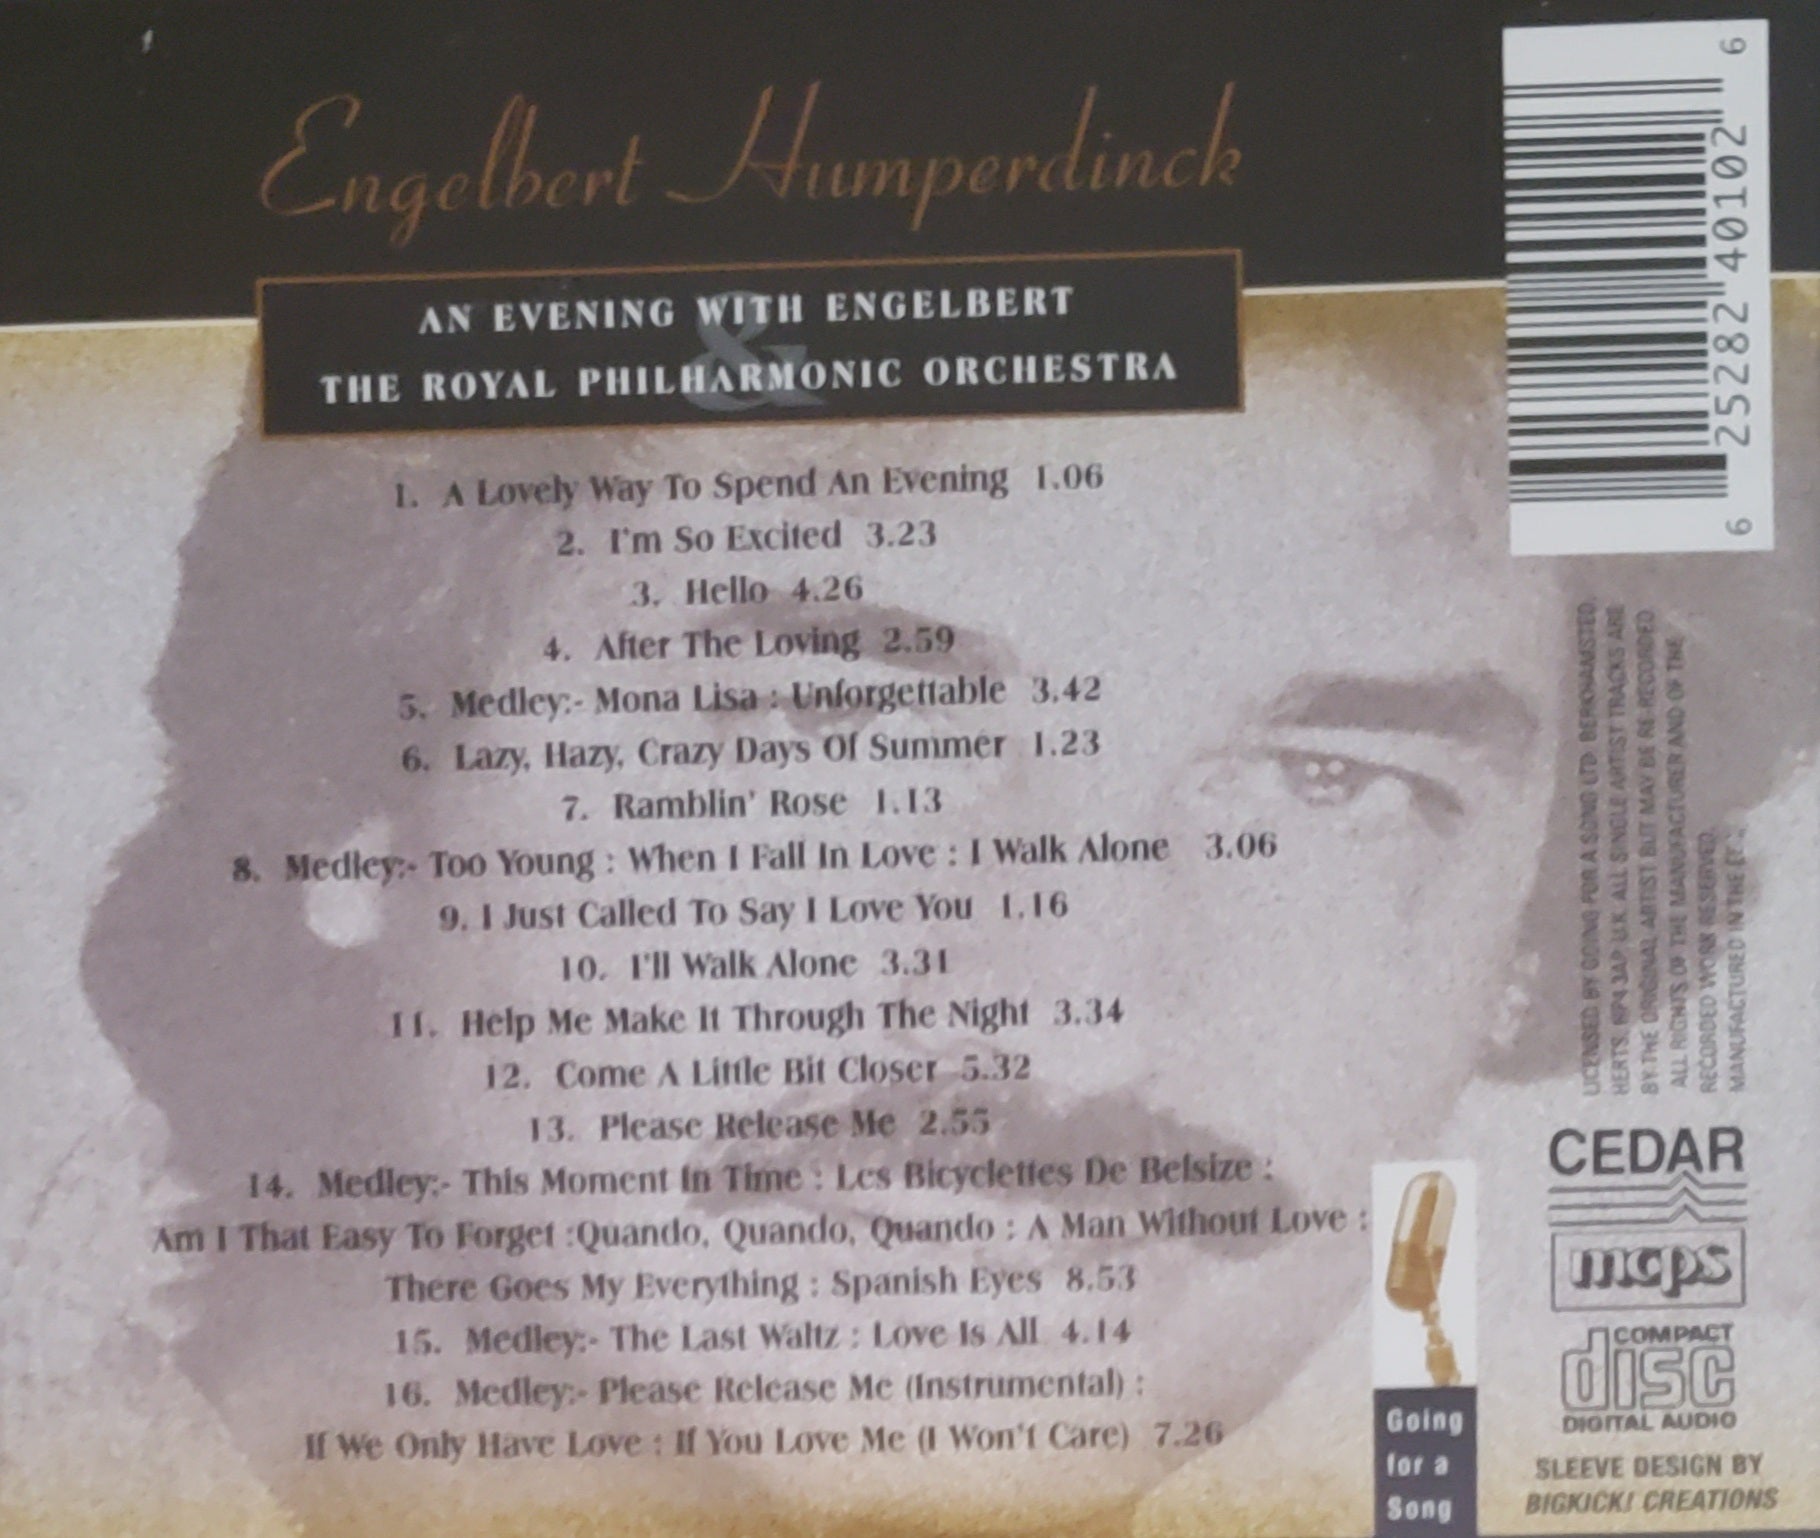 Engelbert Humperdinck
AN EVENING WITH ENGELBERT
&
THE ROYAL PHILHARMONIC ORCHESTRA
1. A Lovely Way To Spend An Evening 1.06
2. I'm So Excited 3.23
3. Hello 4.26
4. After The Loving 2.59
5. Medley:- Mona Lisa : Unforgettable 3.42
6. Lazy, Hazy, Crazy Days Of Summer 1.23
7. Ramblin' Rose 1.13
8. Medley:- Too Young : When I Fall In Love : I Walk Alone 3.06
9. I Just Called To Say I Love You 1.16
10. I'll Walk Alone 3.31
11. Help Me Make It Through The Night 3.34
12. Come A Little Bit Closer 5.32
13. Please Release Me 2.55
14. Medley:- This Moment In Time : Les Bicyclettes De Belsize :
Am I That Easy To Forget :Quando, Quando, Quando : A Man Without Love :
There Goes My Everything : Spanish Eyes 8.53
15. Medley:- The Last Waltz : Love Is All 4.14
16. Medley:- Please Release Me (Instrumental) :
If We Only Have Love : If You Love Me (I Won't Care) 7.26
6 25282 40102 6
LICENSED BY GOING FOR A SONG LTD. BERKHAMSTED,
HERTS. HP4 3AP U.K. ALL SINGLE ARTIST TRACKS ARE
BY THE ORIGINAL ARTIST BUT MAY BE RE-RECORDED
ALL RIGHTS OF THE MANUFACTURER AND OF THE
RECORDED WORK RESERVED.
MANUFACTURED IN THE
CEDAR
mcps
COMPACT
disc
DIGITAL AUDIO
Going
for a
Song
SLEEVE DESIGN BY
BIGKICK! CREATIONS